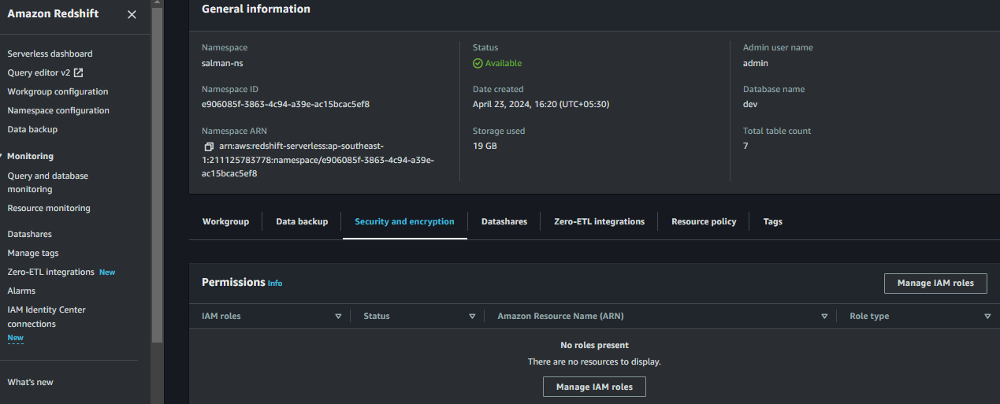 Amazon Redshift
Serverless dashboard
Query editor v2
Workgroup configuration
Namespace configuration
Data backup
Monitoring
Query and database
monitoring
Resource monitoring
Datashares
Manage tags
Zero-ETL integrations New
Alarms
IAM Identity Center
connections
New
What's new
General information
Namespace
salman-ns
Namespace ID
e906085f-3863-4c94-a39e-ac15bcac5ef8
Namespace ARN
arn:aws:redshift-serverless:ap-southeast-
1:211125783778:namespace/e906085f-3863-4c94-a39e-
ac15bcac5ef8
Status
Available
Date created
April 23, 2024, 16:20 (UTC+05:30)
Storage used
19 GB
Admin user name
admin
Database name
dev
Total table count
7
Workgroup Data backup Security and encryption Datashares Zero-ETL integrations Resource policy Tags
Permissions Info
Manage IAM roles
IAM roles Status Amazon Resource Name (ARN) Role type
No roles present
There are no resources to display.
Manage IAM roles